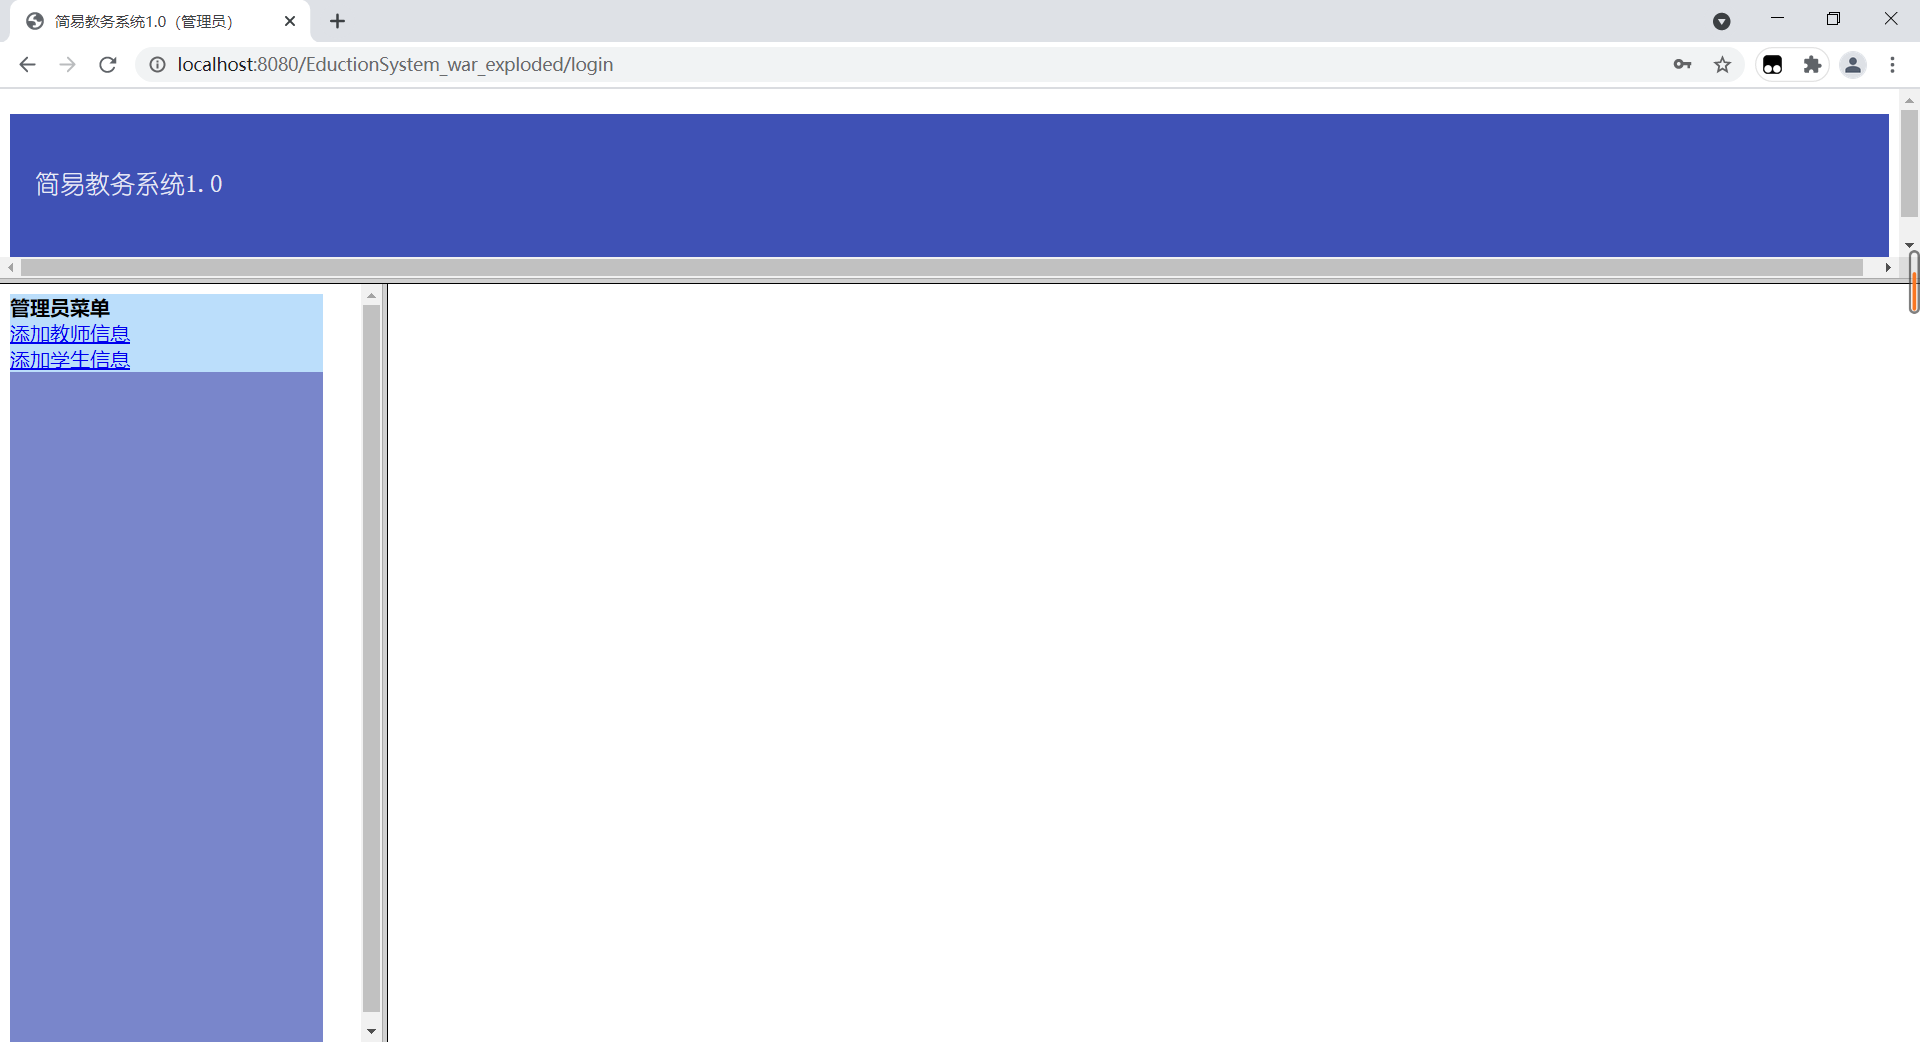 简易教务系统1.0（管理员）
localhost:8080/EductionSystem_war_exploded/login
简易教务系统1.0
管理员菜单
添加教师信息
添加学生信息